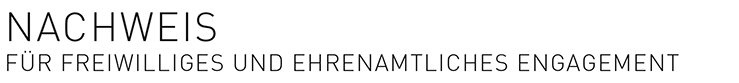 NACHWEIS
FÜR FREIWILLIGES UND EHRENAMTLICHES ENGAGEMENT